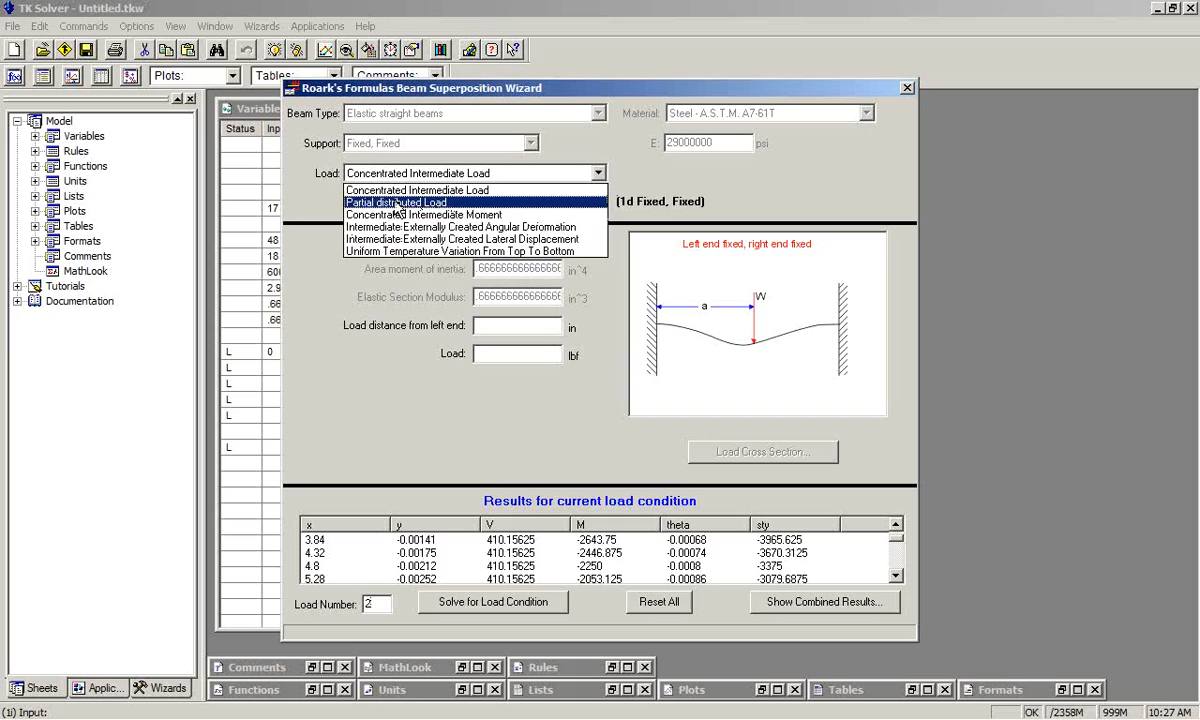 TK Solver - Untitled.tkw
File Edit Commands Options View Window Wizards Applications Help
Plots: Tables: Comments:
Roark's Formulas Beam Superposition Wizard
Beam Type: Elastic straight beams Material: Steel - A.S.T.M. A7-61T
Support: Fixed, Fixed E: 29000000 psi
Load: Concentrated Intermediate Load
Concentrated Intermediate Load
Partial distributed Load
Concentrated Intermediate Moment
Intermediate Externally Created Angular Deformation
Intermediate Externally Created Lateral Displacement
Uniform Temperature Variation From Top To Bottom
(1d Fixed, Fixed)
Area moment of inertia: .66666666666666 in^4
Elastic Section Modulus: .66666666666666 in^3
Load distance from left end: in
Load: lbf
Left end fixed, right end fixed
a W
Load Cross Section...
Results for current load condition
x y V M theta sty
3.84 -0.00141 410.15625 -2643.75 -0.00068 -3965.625
4.32 -0.00175 410.15625 -2446.875 -0.00074 -3670.3125
4.8 -0.00212 410.15625 -2250 -0.0008 -3375
5.28 -0.00252 410.15625 -2053.125 -0.00086 -3079.6875
Load Number: 2 Solve for Load Condition Reset All Show Combined Results...
Model
Variables
Rules
Functions
Units
Lists
Plots
Tables
Formats
Comments
MathLook
Tutorials
Documentation
Sheets Applic... Wizards
Variable
Status Inp
17
48
18
600
2.9
.66
.66
L 0
L
L
L
L
L
Comments MathLook Rules
Functions Units Lists Plots Tables Formats
(1i) Input: OK /2358M 999M 10:27 AM